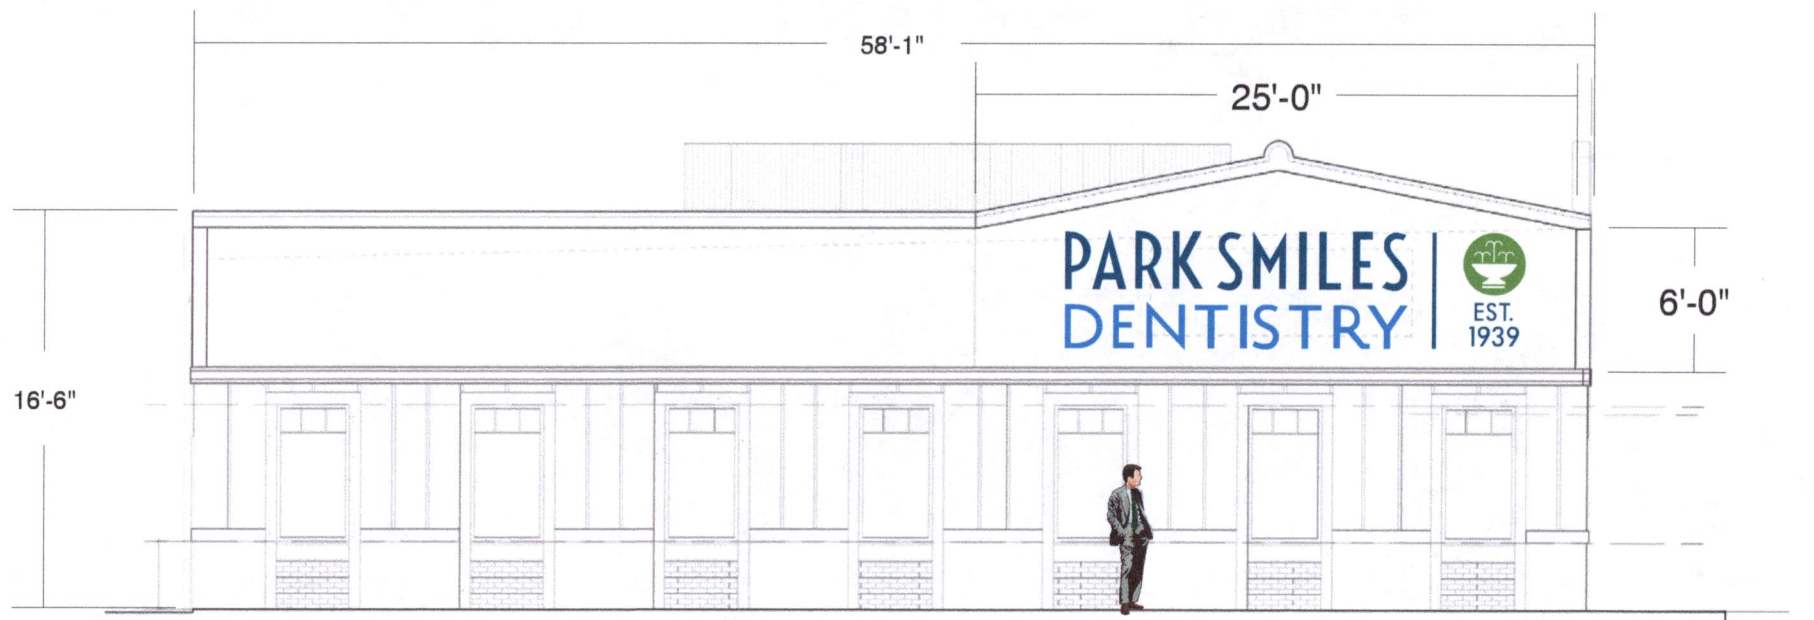 58'-1"
25'-0"
PARK SMILES
DENTISTRY
EST.
1939
6'-0"
16'-6"